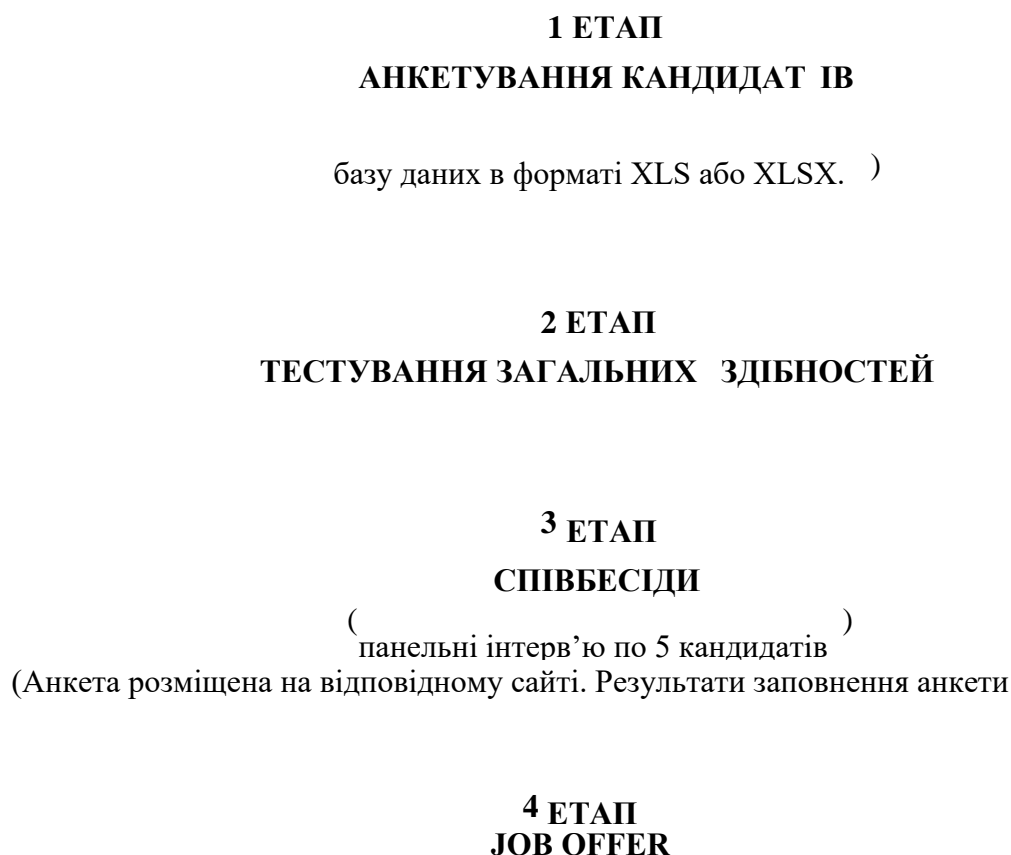 1 ЕТАП
АНКЕТУВАННЯ КАНДИДАТ ІВ
базу даних в форматі XLS або XLSX. )
2 ЕТАП
ТЕСТУВАННЯ ЗАГАЛЬНИХ ЗДІБНОСТЕЙ
3 ЕТАП
СПІВБЕСІДИ
( панельні інтерв’ю по 5 кандидатів )
(Анкета розміщена на відповідному сайті. Результати заповнення анкети
4 ЕТАП
JOB OFFER